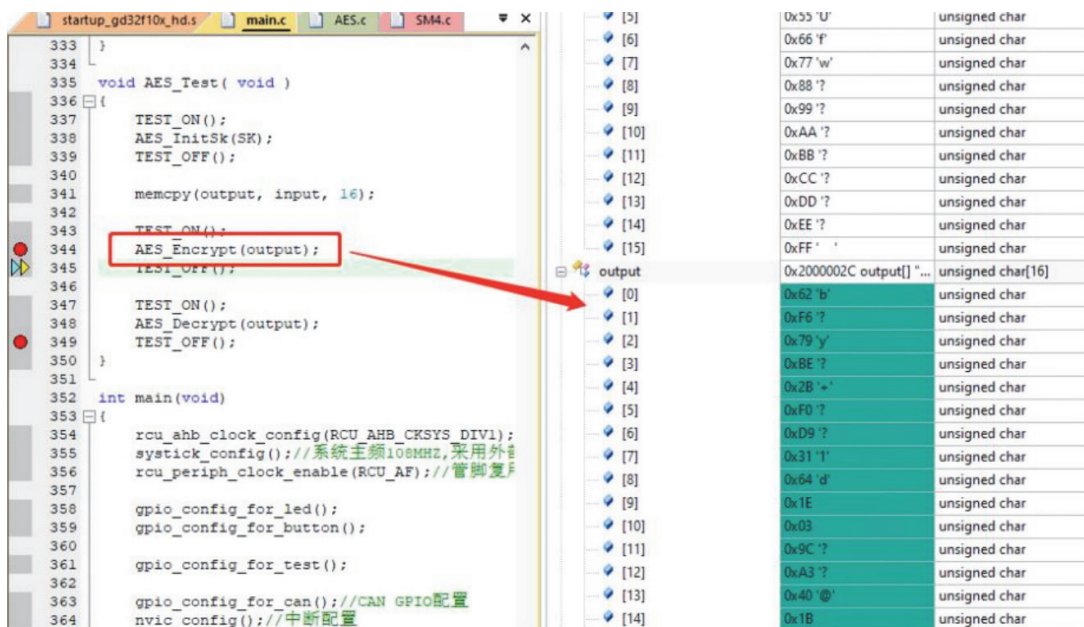 startup_gd32f10x_hd.s main.c AES.c SM4.c
333 }
334
335 void AES_Test( void )
336 {
337 TEST_ON();
338 AES_InitSk(SK);
339 TEST_OFF();
340
341 memcpy(output, input, 16);
342
343 TEST_ON();
344 AES_Encrypt(output);
345 TEST_OFF();
346
347 TEST_ON();
348 AES_Decrypt(output);
349 TEST_OFF();
350 }
351
352 int main(void)
353 {
354 rcu_ahb_clock_config(RCU_AHB_CKSYS_DIV1);
355 systick_config();//系统主频108MHZ,采用外部
356 rcu_periph_clock_enable(RCU_AF);//管脚复用
357
358 gpio_config_for_led();
359 gpio_config_for_button();
360
361 gpio_config_for_test();
362
363 gpio_config_for_can();//CAN GPIO配置
364 nvic_config();//中断配置
[5] 0x55 'U' unsigned char
[6] 0x66 'f' unsigned char
[7] 0x77 'w' unsigned char
[8] 0x88 '? unsigned char
[9] 0x99 '? unsigned char
[10] 0xAA '? unsigned char
[11] 0xBB '? unsigned char
[12] 0xCC '? unsigned char
[13] 0xDD '? unsigned char
[14] 0xEE '? unsigned char
[15] 0xFF ' ' unsigned char
output 0x2000002C output[] "... unsigned char[16]
[0] 0x62 'b' unsigned char
[1] 0xF6 '? unsigned char
[2] 0x79 'y' unsigned char
[3] 0xBE '? unsigned char
[4] 0x2B '+' unsigned char
[5] 0xF0 '? unsigned char
[6] 0xD9 '? unsigned char
[7] 0x31 '1' unsigned char
[8] 0x64 'd' unsigned char
[9] 0x1E unsigned char
[10] 0x03 unsigned char
[11] 0x9C '? unsigned char
[12] 0xA3 '? unsigned char
[13] 0x40 '@' unsigned char
[14] 0x1B unsigned char